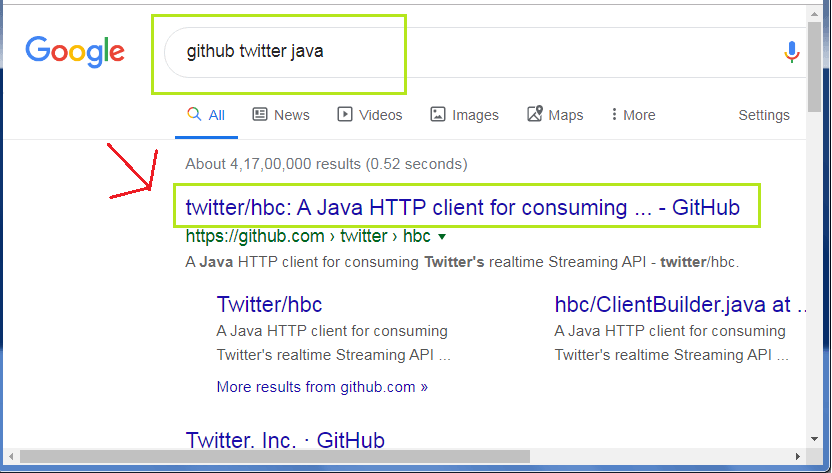 Google
github twitter java
All News Videos Images Maps More Settings
About 4,17,00,000 results (0.52 seconds)
twitter/hbc: A Java HTTP client for consuming ... - GitHub
https://github.com › twitter › hbc
A Java HTTP client for consuming Twitter's realtime Streaming API - twitter/hbc.
Twitter/hbc
A Java HTTP client for consuming
Twitter's realtime Streaming API ...
More results from github.com »
hbc/ClientBuilder.java at ...
A Java HTTP client for consuming
Twitter's realtime Streaming API ...
Twitter, Inc. · GitHub